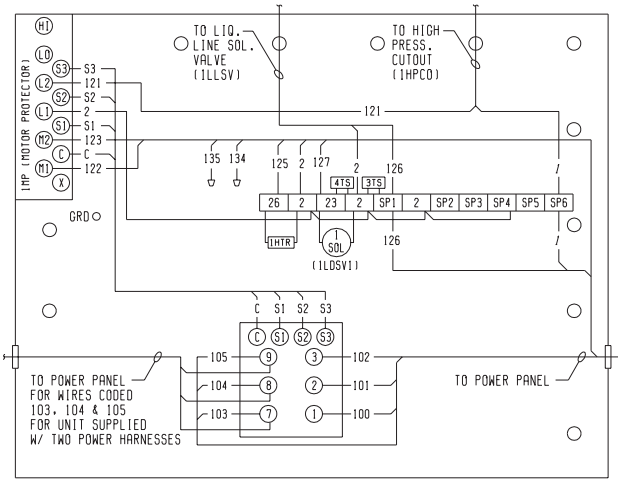 HI
LO
S3 S3
L2 121
S2 S2
L1 2
S1 S1
M2 123
C C
M1 122
X
1MP (MOTOR PROTECTOR)
GRD
TO LIQ.
LINE SOL.
VALVE
(1LLSV)
TO HIGH
PRESS.
CUTOUT
(1HPCO)
121
135 134 125 2 127 2 126 1
4TS 3TS
26 2 23 2 SP1 2 SP2 SP3 SP4 SP5 SP6
1HTR
1
SOL
(1LDSV1)
126 1
C S1 S2 S3
C S1 S2 S3
105 9 3 102
104 8 2 101
103 7 1 100
TO POWER PANEL
FOR WIRES CODED
103, 104 & 105
FOR UNIT SUPPLIED
W/ TWO POWER HARNESSES
TO POWER PANEL